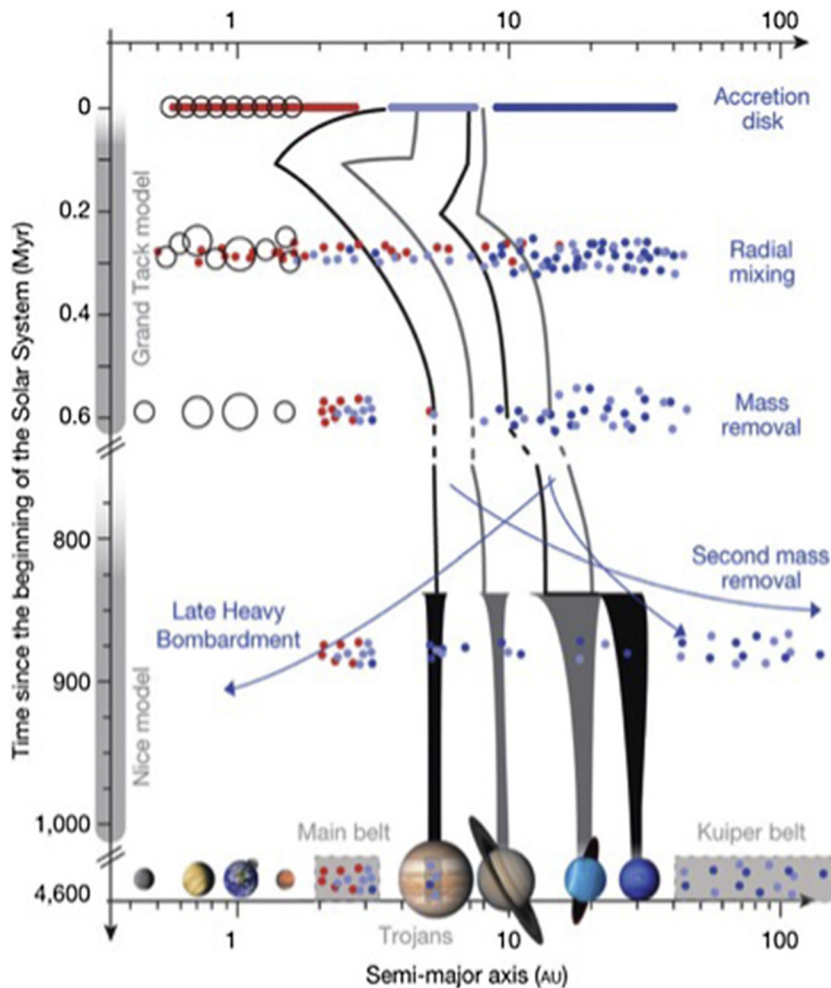 1 10 100
0
Accretion
disk
0.2
Radial
mixing
0.4
Mass
removal
0.6
Grand Tack model
Time since the beginning of the Solar System (Myr)
800
Second mass
removal
Late Heavy
Bombardment
900
Nice model
1,000
Main belt
Kuiper belt
4,600
Trojans
1 10 100
Semi-major axis (AU)